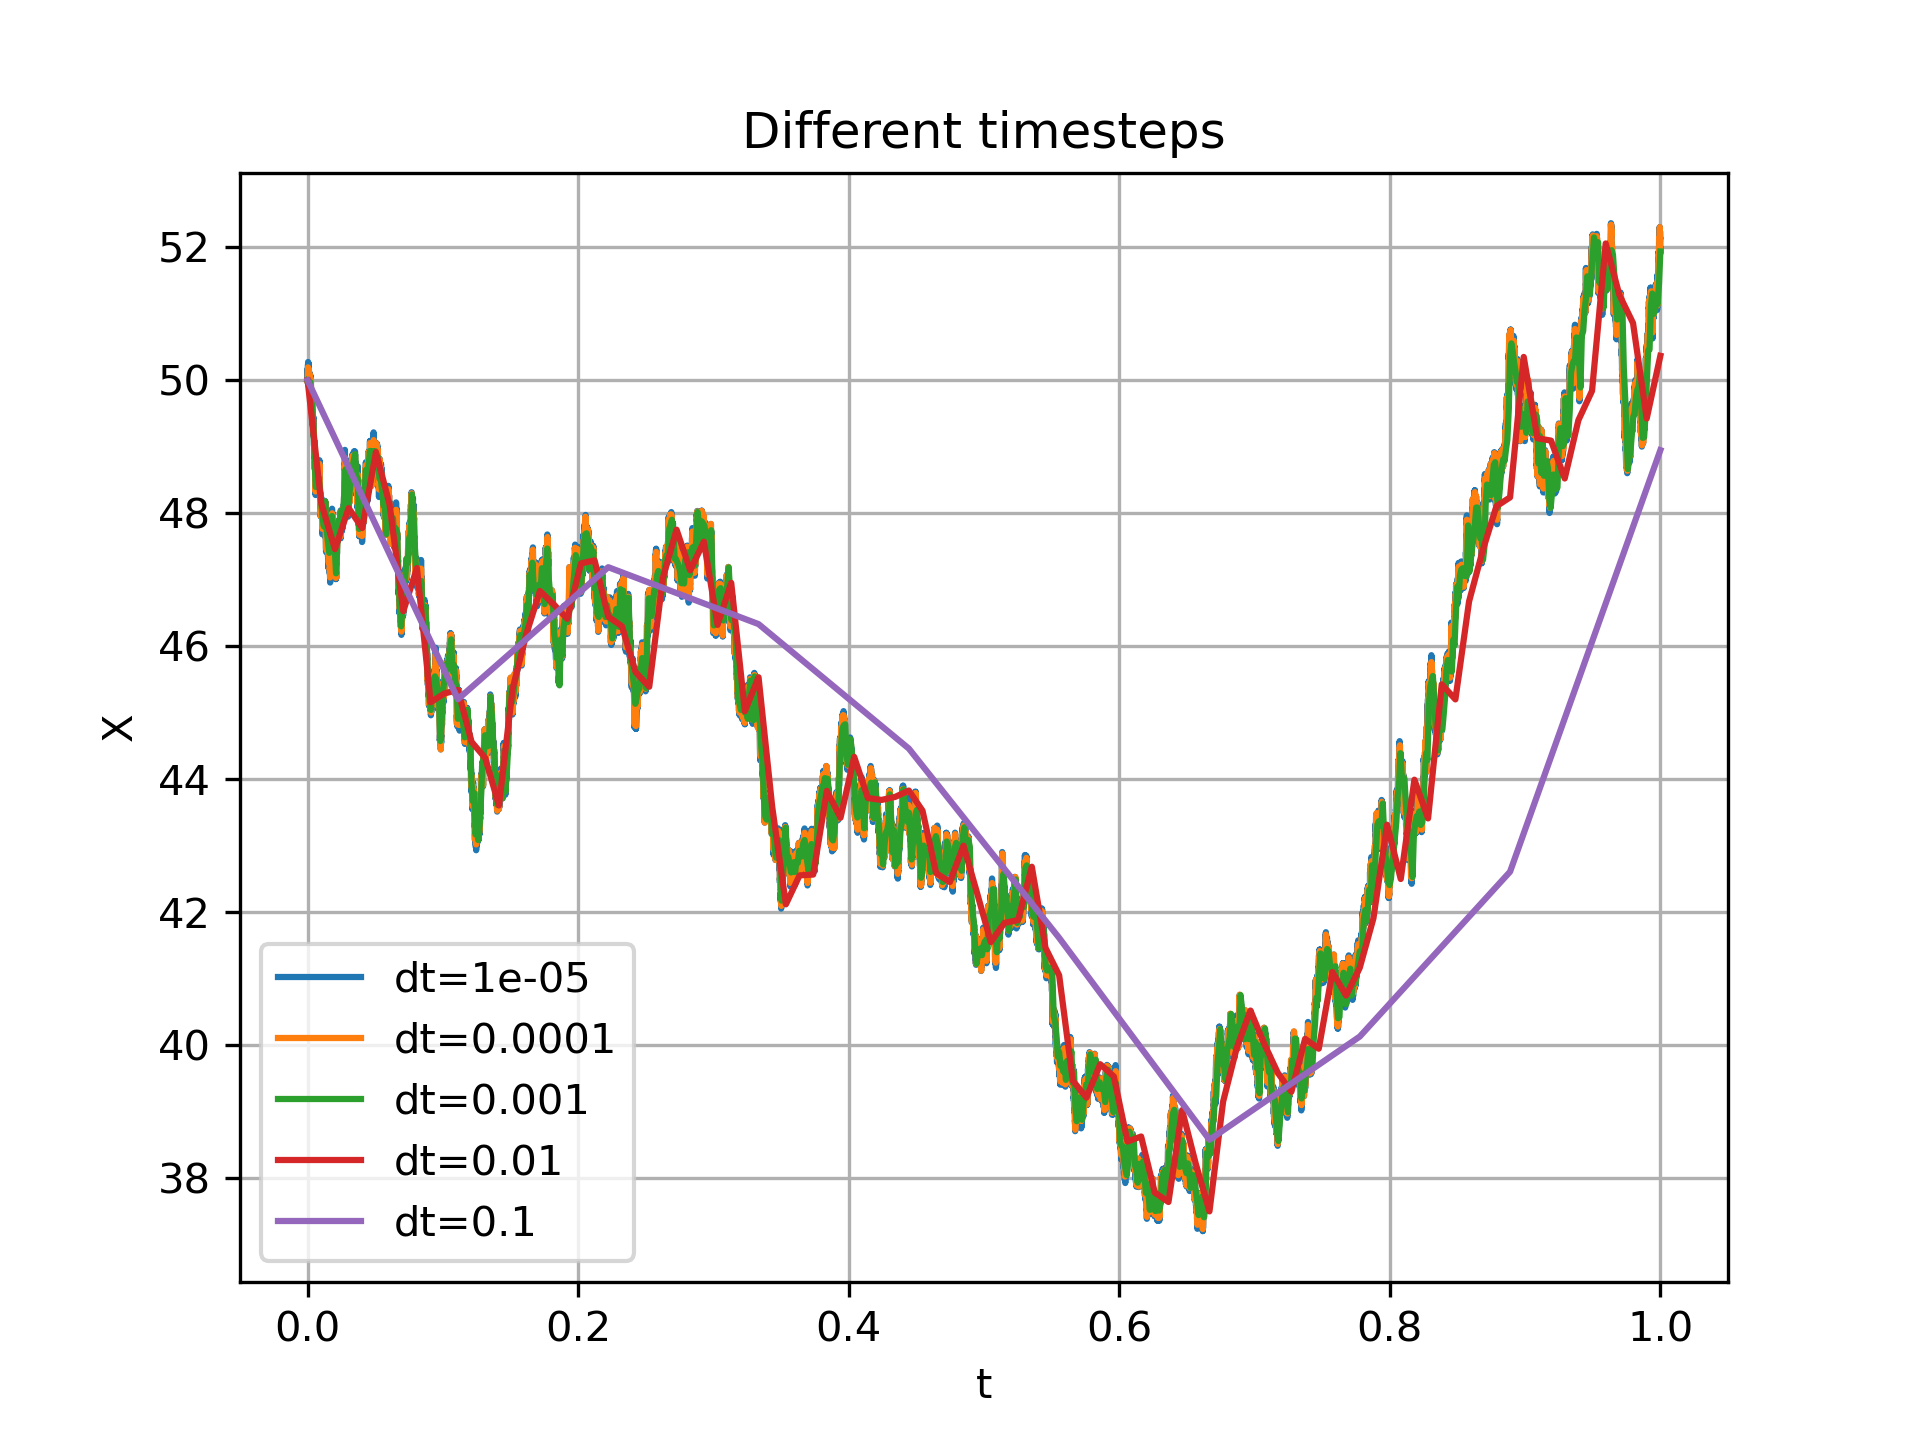 Different timesteps
52
50
48
46
44
42
40
38
X
dt=1e-05
dt=0.0001
dt=0.001
dt=0.01
dt=0.1
0.0 0.2 0.4 0.6 0.8 1.0
t